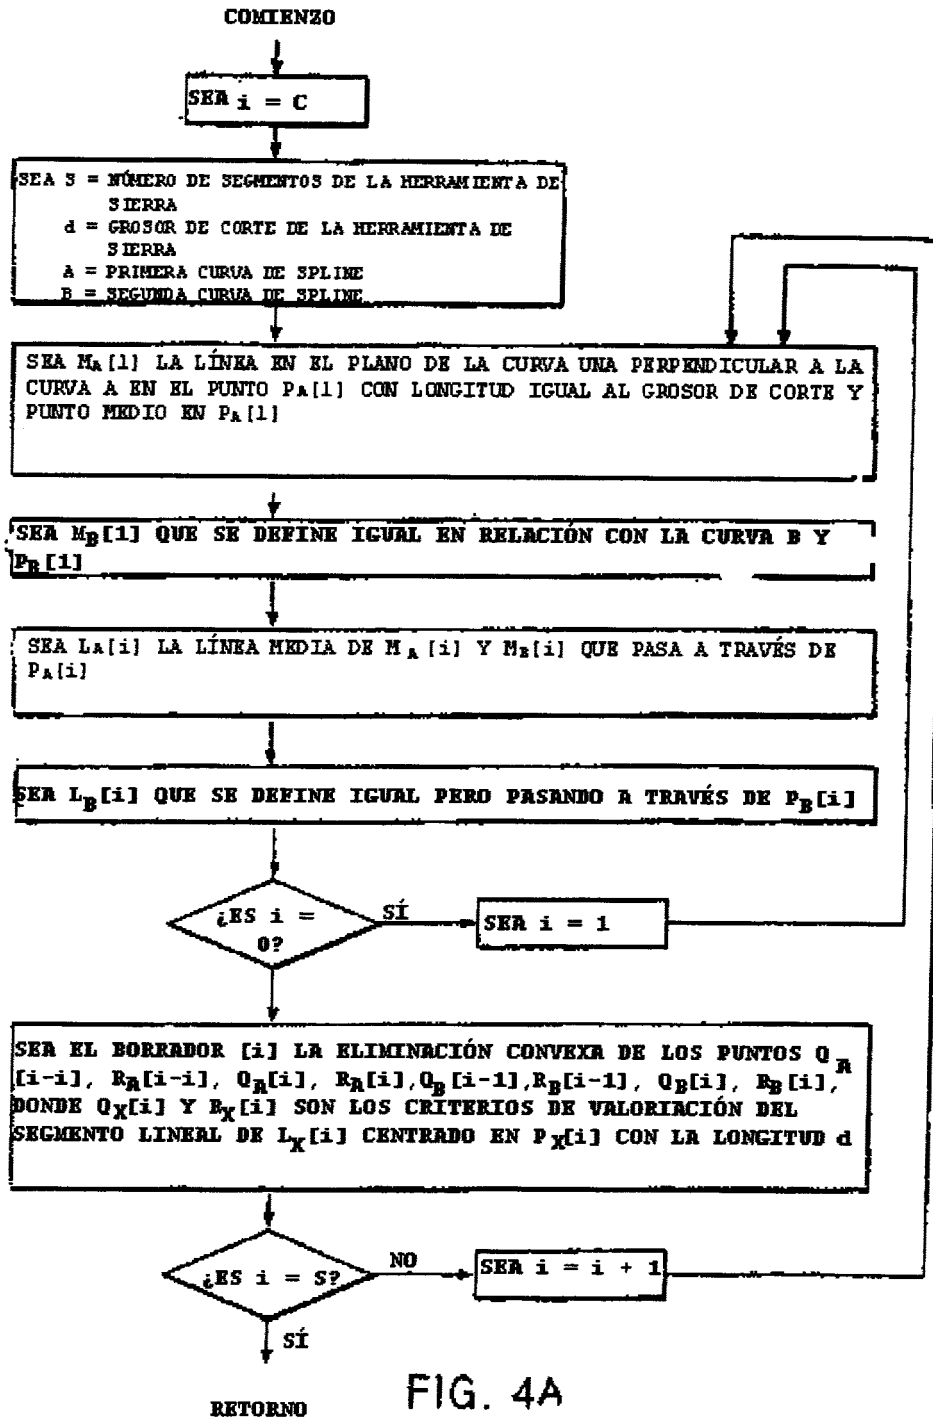 COMIENZO
SEA i = C
SEA S = NÚMERO DE SEGMENTOS DE LA HERRAMIENTA DE
SIERRA
d = GROSOR DE CORTE DE LA HERRAMIENTA DE
SIERRA
A = PRIMERA CURVA DE SPLINE
B = SEGUNDA CURVA DE SPLINE
SEA MA[1] LA LÍNEA EN EL PLANO DE LA CURVA UNA PERPENDICULAR A LA
CURVA A EN EL PUNTO PA[1] CON LONGITUD IGUAL AL GROSOR DE CORTE Y
PUNTO MEDIO EN PA[1]
SEA MB[1] QUE SE DEFINE IGUAL EN RELACIÓN CON LA CURVA B Y
PB[i]
SEA LA[i] LA LÍNEA MEDIA DE MA[i] Y MB[i] QUE PASA A TRAVÉS DE
PA[i]
SEA LB[i] QUE SE DEFINE IGUAL PERO PASANDO A TRAVÉS DE PB[i]
¿ES i =
0?
SÍ
SEA i = 1
SEA EL BORRADOR [i] LA ELIMINACIÓN CONVEXA DE LOS PUNTOS QA
[i-i], RA[i-i], QA[i], RA[i],QB[i-1],RB[i-1], QB[i], RB[i],
DONDE QX[i] Y RX[i] SON LOS CRITERIOS DE VALORIACIÓN DEL
SEGMENTO LINEAL DE LX[i] CENTRADO EN PX[i] CON LA LONGITUD d
¿ES i = S?
NO
SEA i = i + 1
SÍ
RETORNO
FIG. 4A